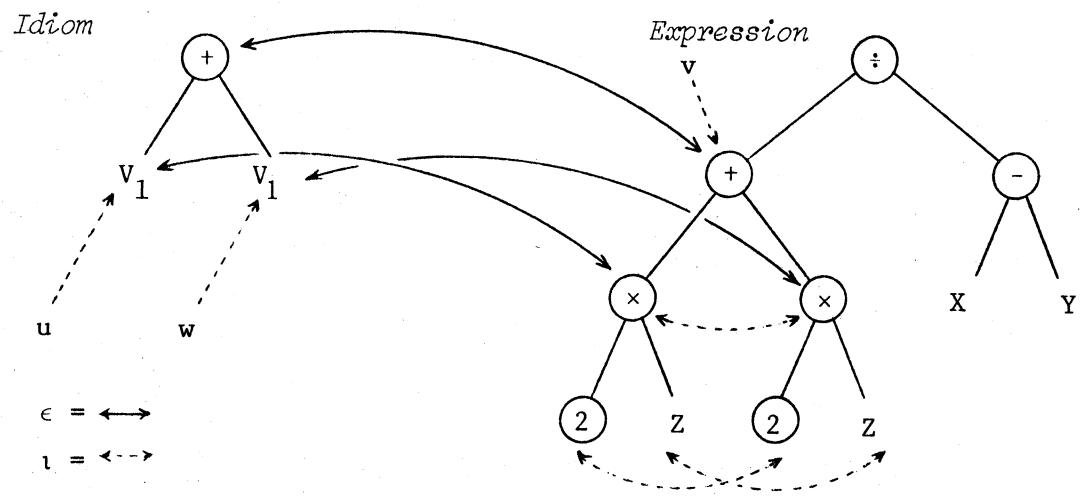 Idiom
Expression
+
v
÷
V1
V1
+
-
u
w
×
×
X
Y
ϵ =
2
Z
2
Z
ι =